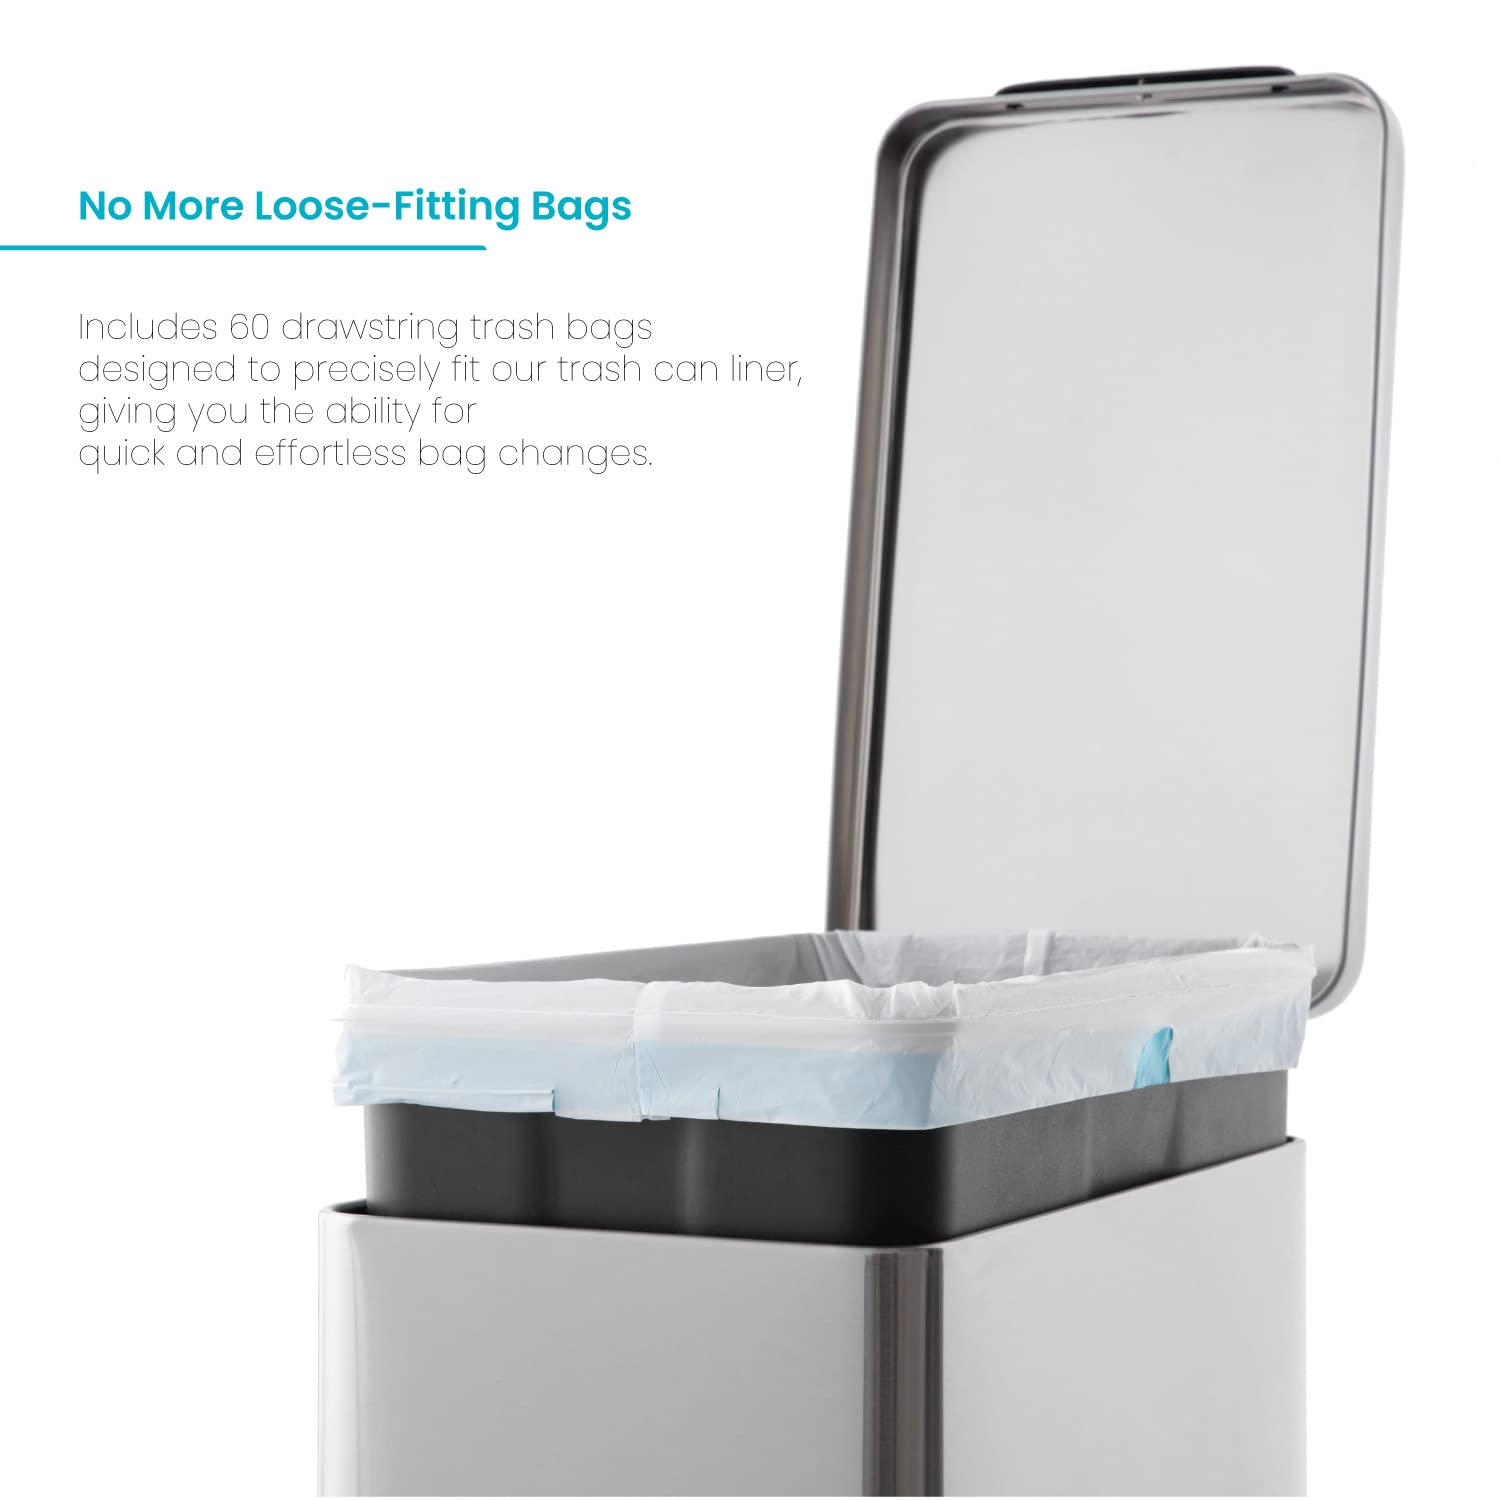 No More Loose-Fitting Bags
Includes 60 drawstring trash bags
designed to precisely fit our trash can liner,
giving you the ability for
quick and effortless bag changes.